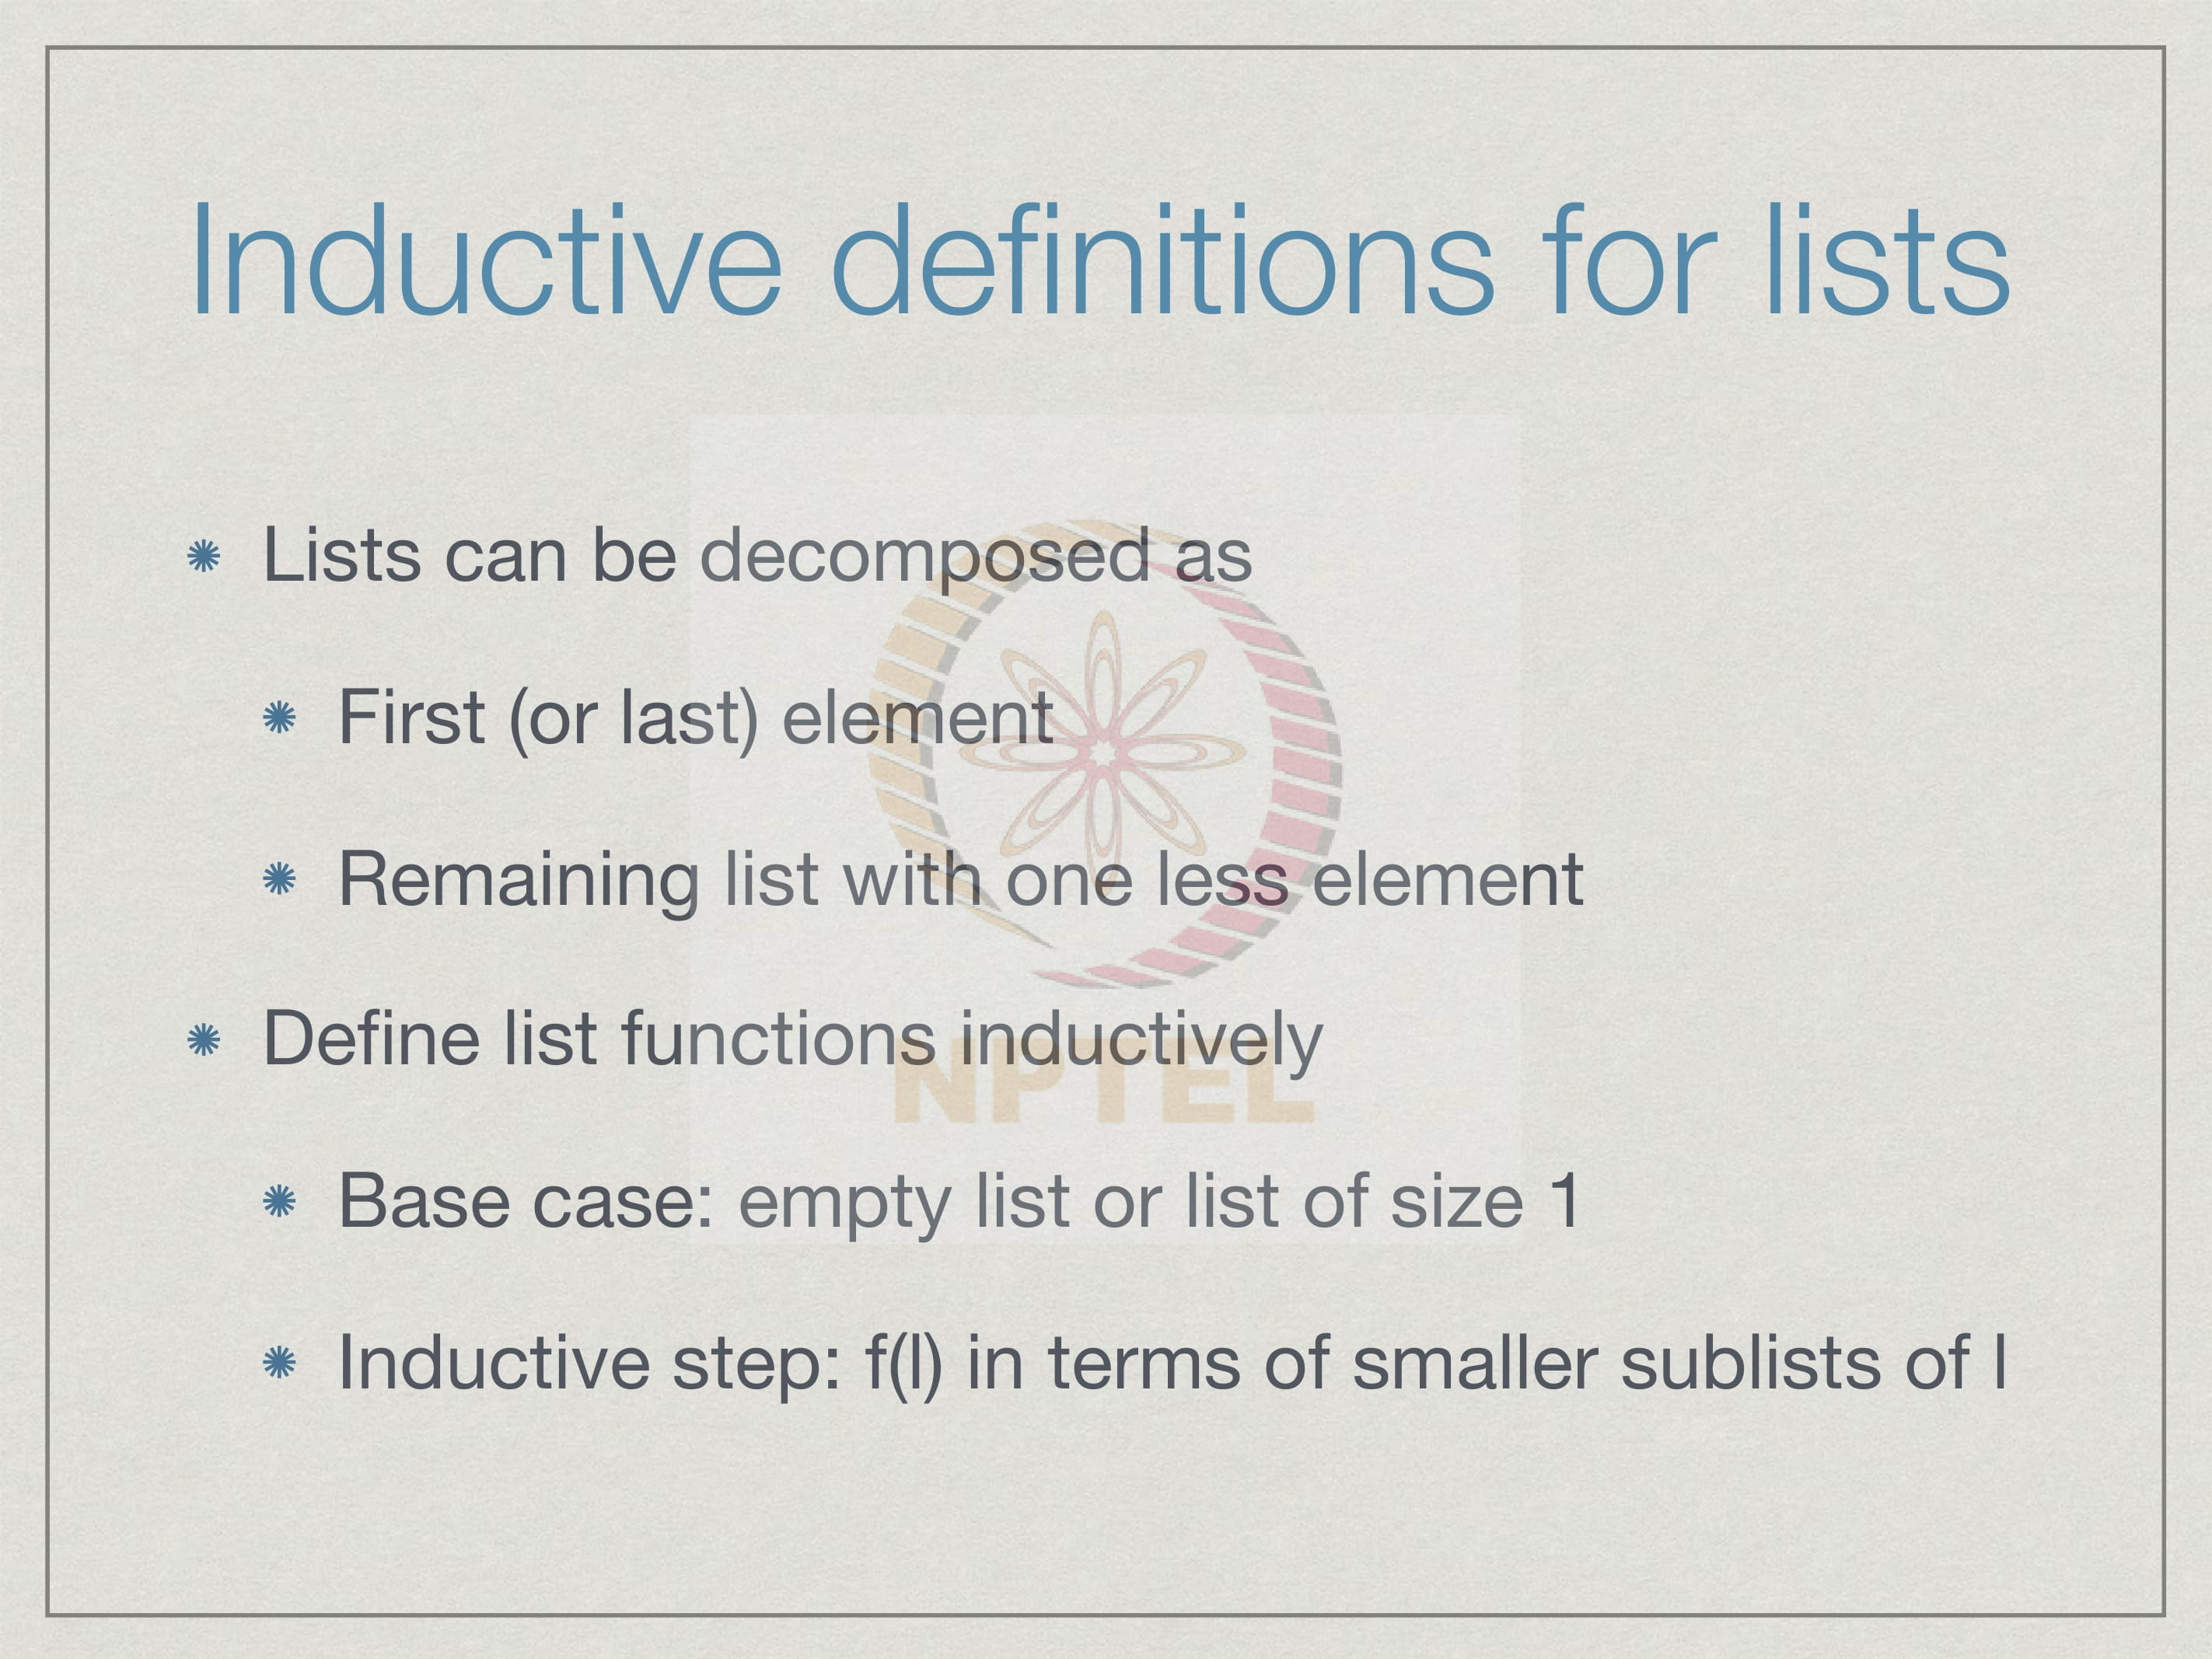 Inductive definitions for lists
Lists can be decomposed as
First (or last) element
Remaining list with one less element
Define list functions inductively
NPTEL
Base case: empty list or list of size 1
Inductive step: f(l) in terms of smaller sublists of l